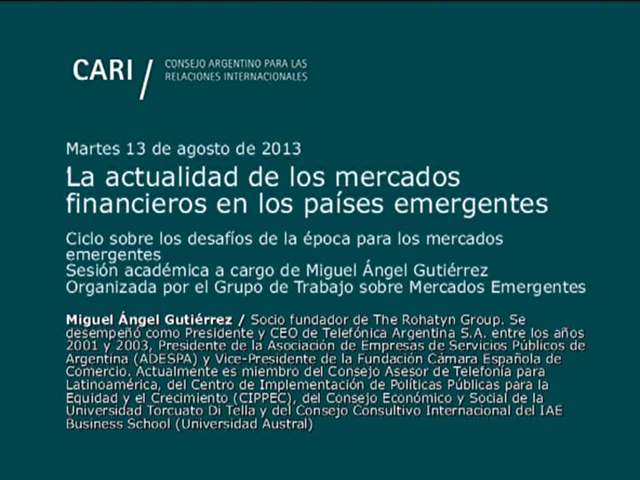 CARI /
CONSEJO ARGENTINO PARA LAS
RELACIONES INTERNACIONALES
Martes 13 de agosto de 2013
La actualidad de los mercados
financieros en los países emergentes
Ciclo sobre los desafíos de la época para los mercados
emergentes
Sesión académica a cargo de Miguel Ángel Gutiérrez
Organizada por el Grupo de Trabajo sobre Mercados Emergentes
Miguel Ángel Gutiérrez / Socio fundador de The Rohatyn Group. Se
desempeñó como Presidente y CEO de Telefónica Argentina S.A. entre los años
2001 y 2003, Presidente de la Asociación de Empresas de Servicios Públicos de
Argentina (ADESPA) y Vice-Presidente de la Fundación Cámara Española de
Comercio. Actualmente es miembro del Consejo Asesor de Telefonía para
Latinoamérica, del Centro de Implementación de Políticas Públicas para la
Equidad y el Crecimiento (CIPPEC), del Consejo Económico y Social de la
Universidad Torcuato Di Tella y del Consejo Consultivo Internacional del IAE
Business School (Universidad Austral)